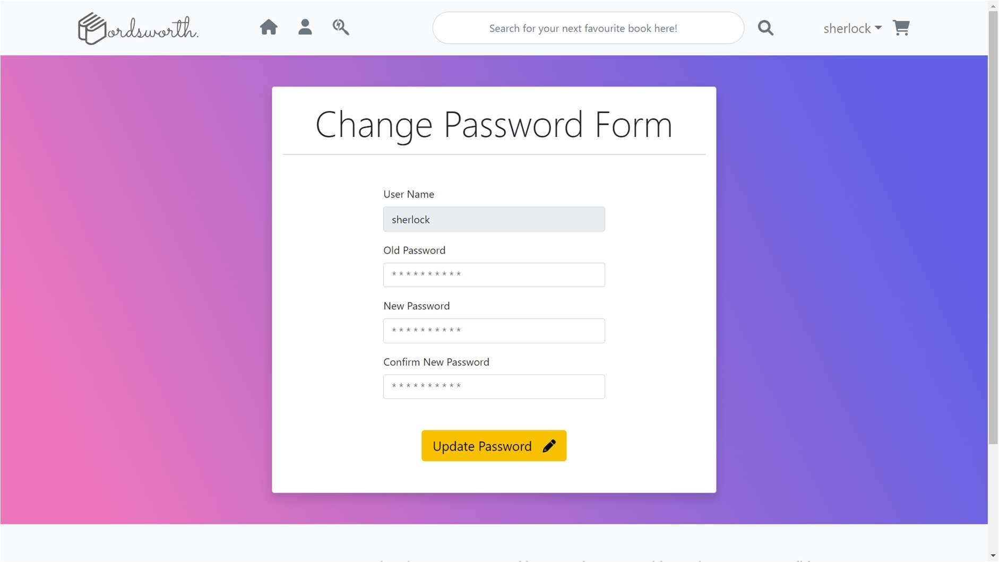 ordsworth.
Search for your next favourite book here!
sherlock
Change Password Form
User Name
sherlock
Old Password
* * * * * * * * * *
New Password
* * * * * * * * * *
Confirm New Password
* * * * * * * * * *
Update Password